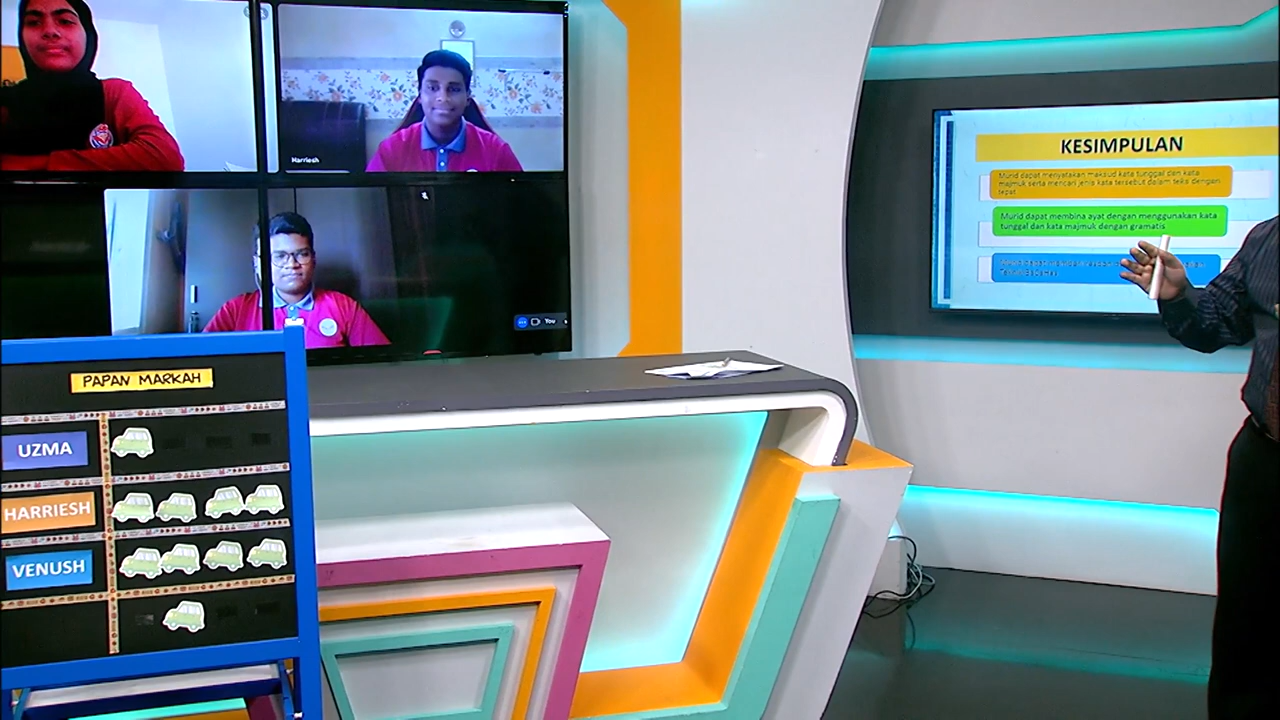 Harriesh
You
KESIMPULAN
Murid dapat menyatakan maksud kata tunggal dan kata
majmuk serta mencari jenis kata tersebut dalam teks dengan
tepat
Murid dapat membina ayat dengan menggunakan kata
tunggal dan kata majmuk dengan gramatis
PAPAN MARKAH
UZMA
HARRIESH
VENUSH